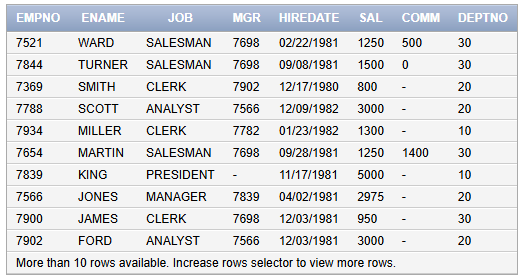 EMPNO ENAME JOB MGR HIREDATE SAL COMM DEPTNO
7521 WARD SALESMAN 7698 02/22/1981 1250 500 30
7844 TURNER SALESMAN 7698 09/08/1981 1500 0 30
7369 SMITH CLERK 7902 12/17/1980 800 - 20
7788 SCOTT ANALYST 7566 12/09/1982 3000 - 20
7934 MILLER CLERK 7782 01/23/1982 1300 - 10
7654 MARTIN SALESMAN 7698 09/28/1981 1250 1400 30
7839 KING PRESIDENT - 11/17/1981 5000 - 10
7566 JONES MANAGER 7839 04/02/1981 2975 - 20
7900 JAMES CLERK 7698 12/03/1981 950 - 30
7902 FORD ANALYST 7566 12/03/1981 3000 - 20
More than 10 rows available. Increase rows selector to view more rows.